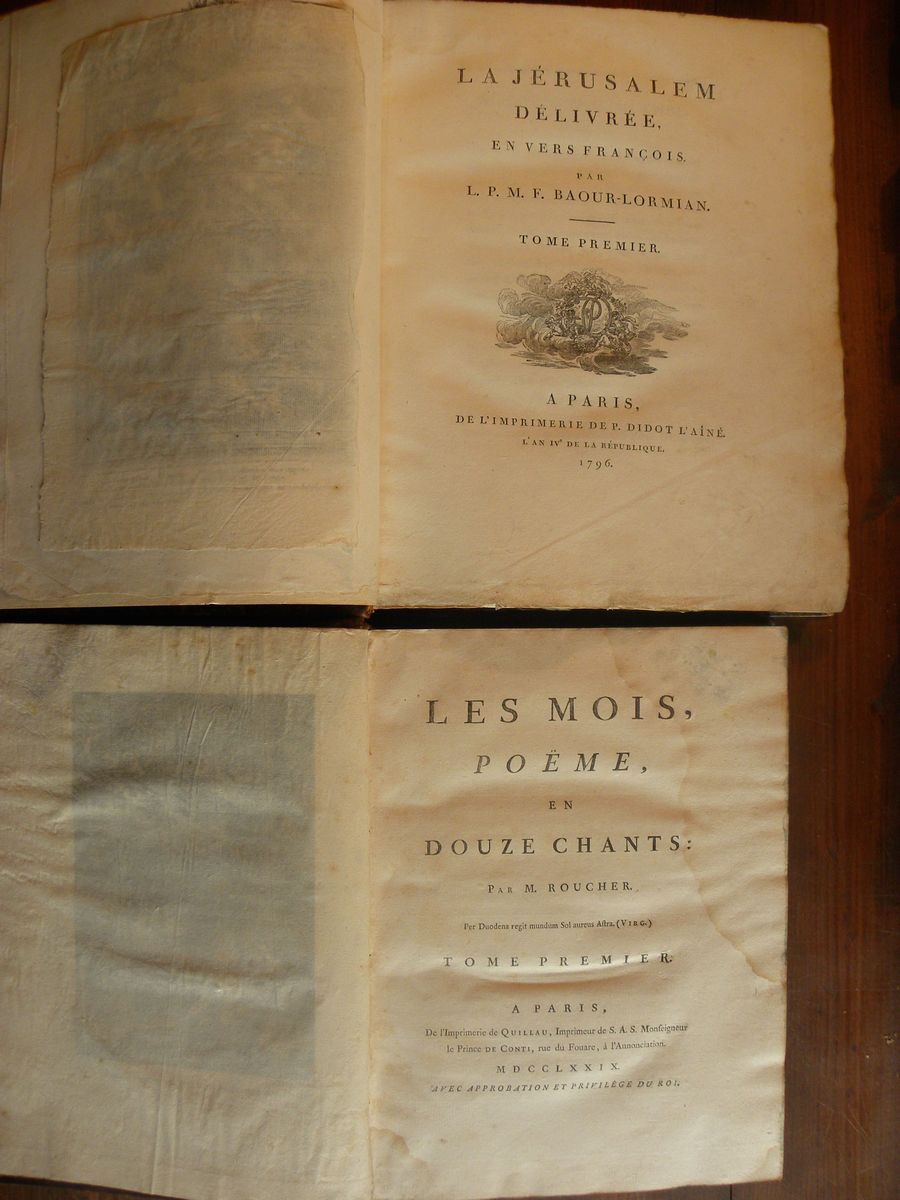 LA JÉRUSALEM
DÉLIVRÉE,
EN VERS FRANÇOIS,
PAR
L. P. M. F. BAOUR-LORMIAN.
TOME PREMIER.
A PARIS,
DE L'IMPRIMERIE DE P. DIDOT L'AÎNÉ.
L'AN IVᵉ DE LA RÉPUBLIQUE.
1796.
LES MOIS,
POËME,
EN
DOUZE CHANTS:
PAR M. ROUCHER.
Per Duodena regit mundum Sol aureus Aſtra. (VIRG.)
TOME PREMIER.
A PARIS,
De l'Imprimerie de QUILLAU, Imprimeur de S. A. S. Monſeigneur
le Prince DE CONTI, rue du Fouare, à l'Annonciation.
MDCCLXXIX.
AVEC APPROBATION ET PRIVILÈGE DU ROI.